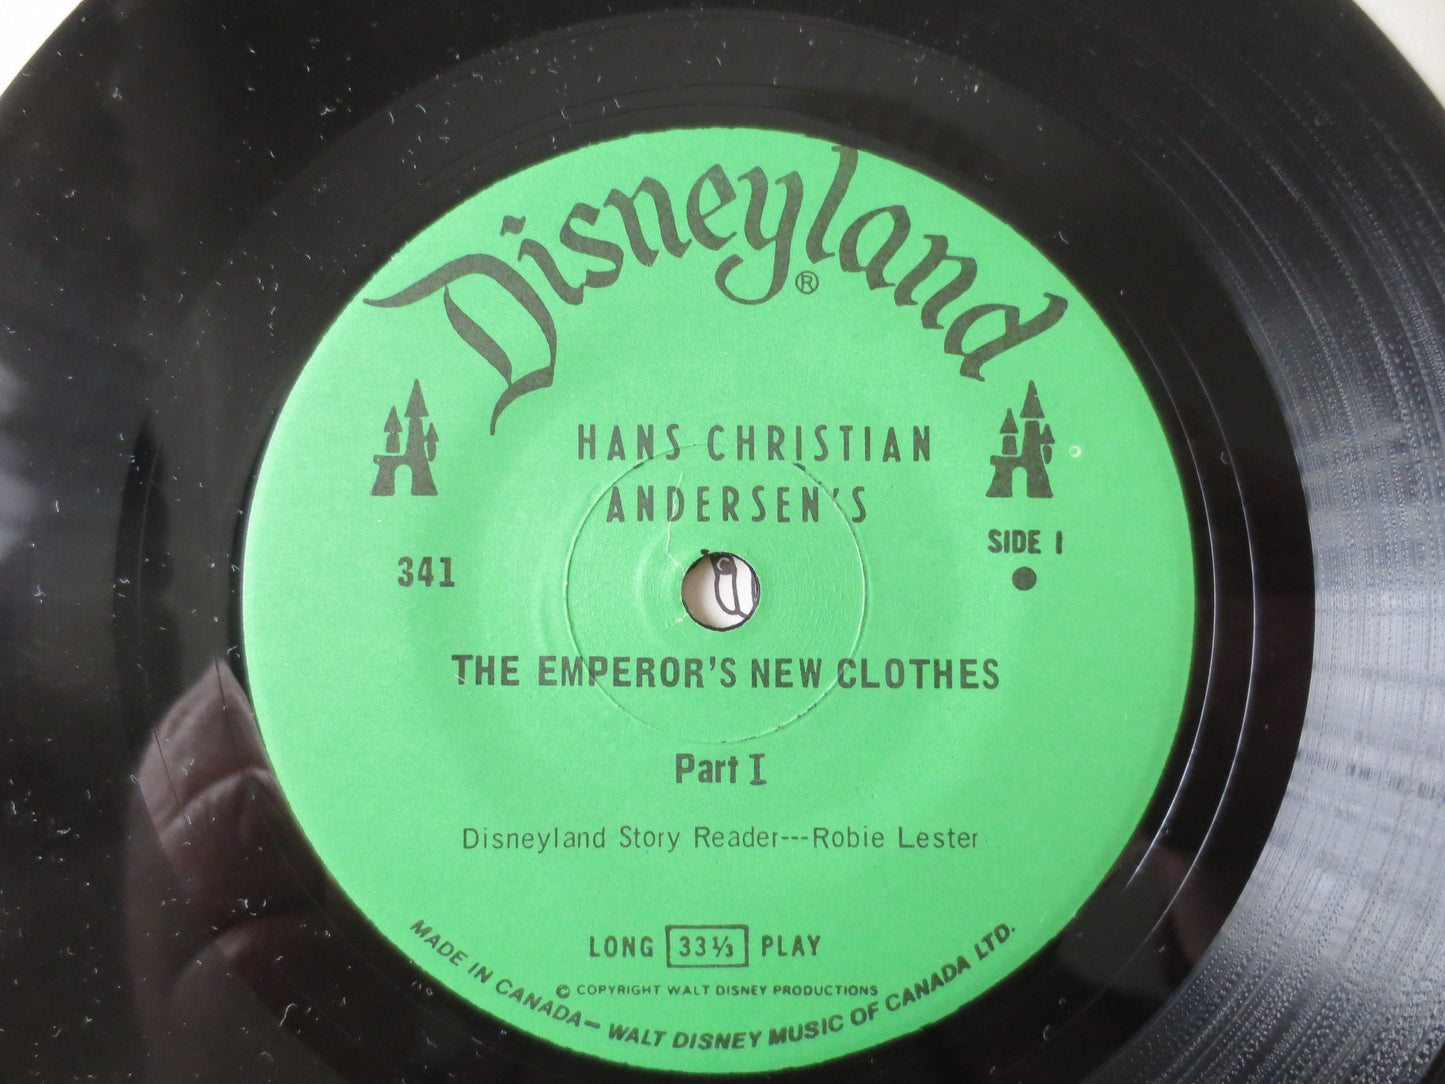 Disneyland®
HANS CHRISTIAN
ANDERSEN'S
341
SIDE 1
THE EMPEROR'S NEW CLOTHES
Part I
Disneyland Story Reader---Robie Lester
LONG 33⅓ PLAY
© COPYRIGHT WALT DISNEY PRODUCTIONS
MADE IN CANADA — WALT DISNEY MUSIC OF CANADA LTD.